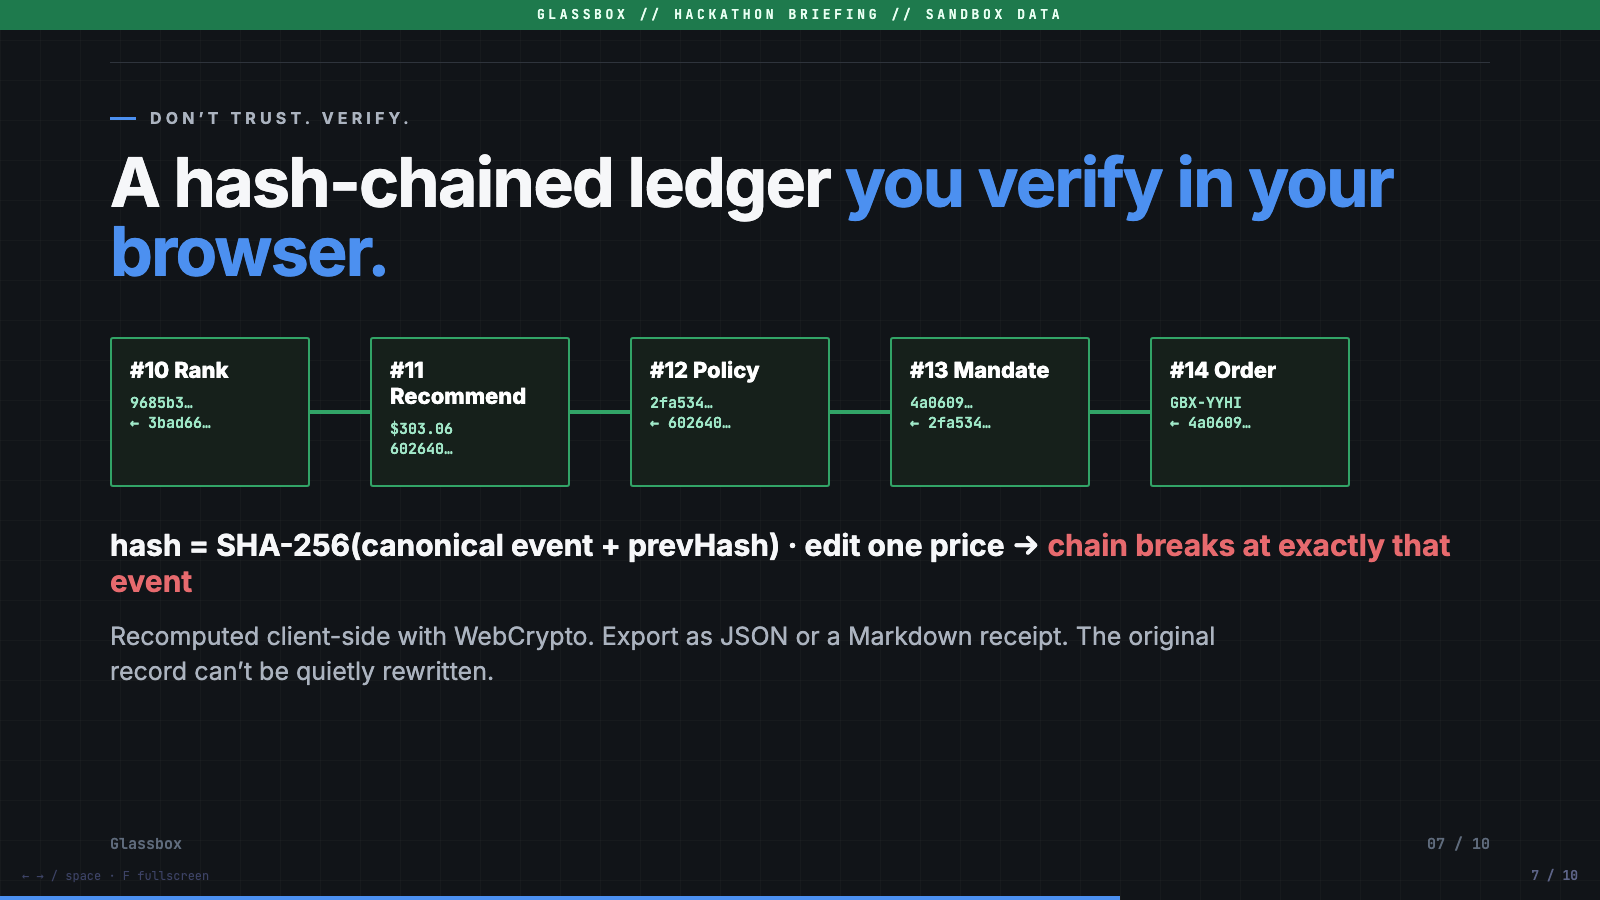 GLASSBOX // HACKATHON BRIEFING // SANDBOX DATA
DON’T TRUST. VERIFY.
A hash-chained ledger you verify in your
browser.
#10 Rank
9685b3…
← 3bad66…
#11
Recommend
$303.06
602640…
#12 Policy
2fa534…
← 602640…
#13 Mandate
4a0609…
← 2fa534…
#14 Order
GBX-YYHI
← 4a0609…
hash = SHA-256(canonical event + prevHash) · edit one price → chain breaks at exactly that
event
Recomputed client-side with WebCrypto. Export as JSON or a Markdown receipt. The original
record can’t be quietly rewritten.
Glassbox
07 / 10
← → / space · F fullscreen
7 / 10